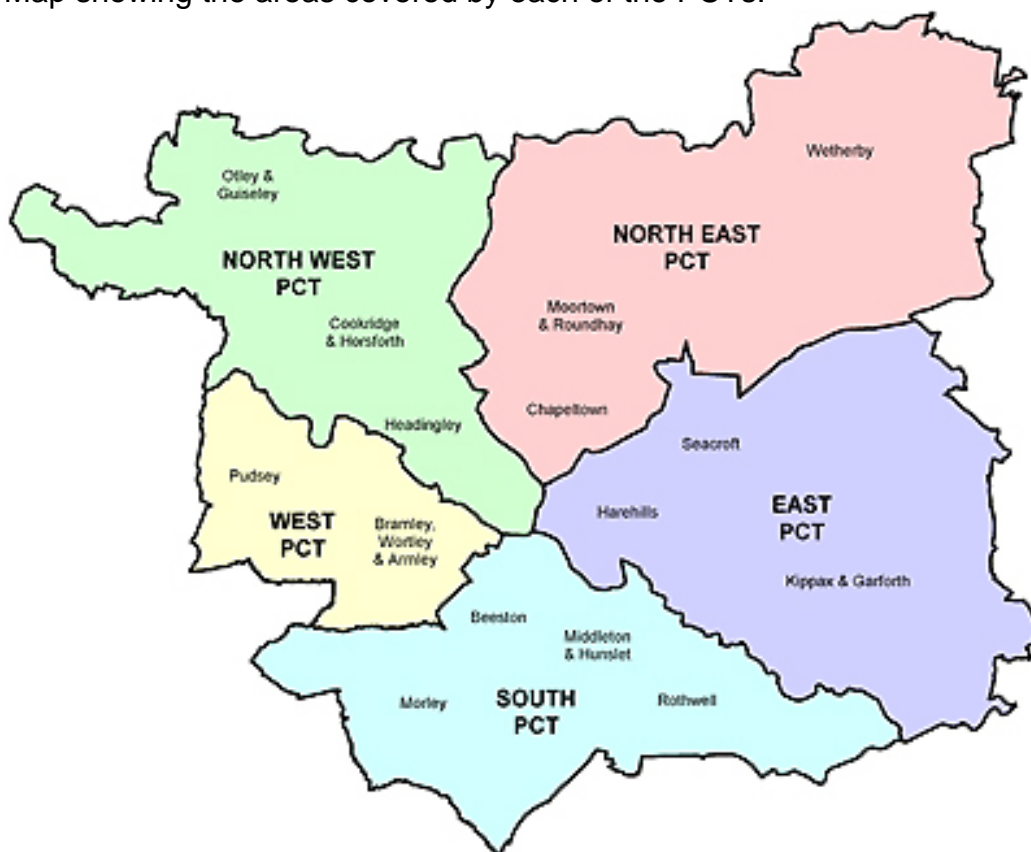 Map showing the areas covered by each of the PCTs.
Wetherby
Otley &
Guiseley
NORTH EAST
PCT
NORTH WEST
PCT
Moortown
& Roundhay
Cookridge
& Horsforth
Chapeltown
Headingley
Seacroft
Pudsey
EAST
PCT
Harehills
WEST
PCT
Bramley,
Wortley
& Armley
Kippax & Garforth
Beeston
Middleton
& Hunslet
Morley
SOUTH
PCT
Rothwell